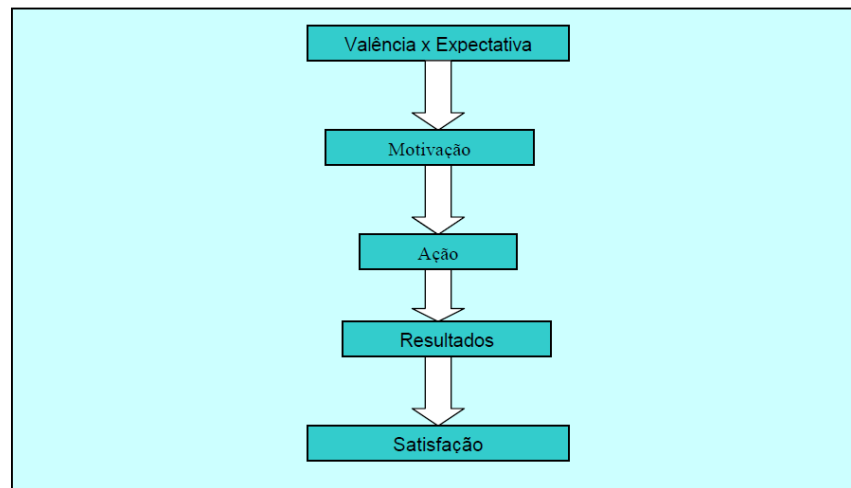 Valência x Expectativa
Motivação
Ação
Resultados
Satisfação